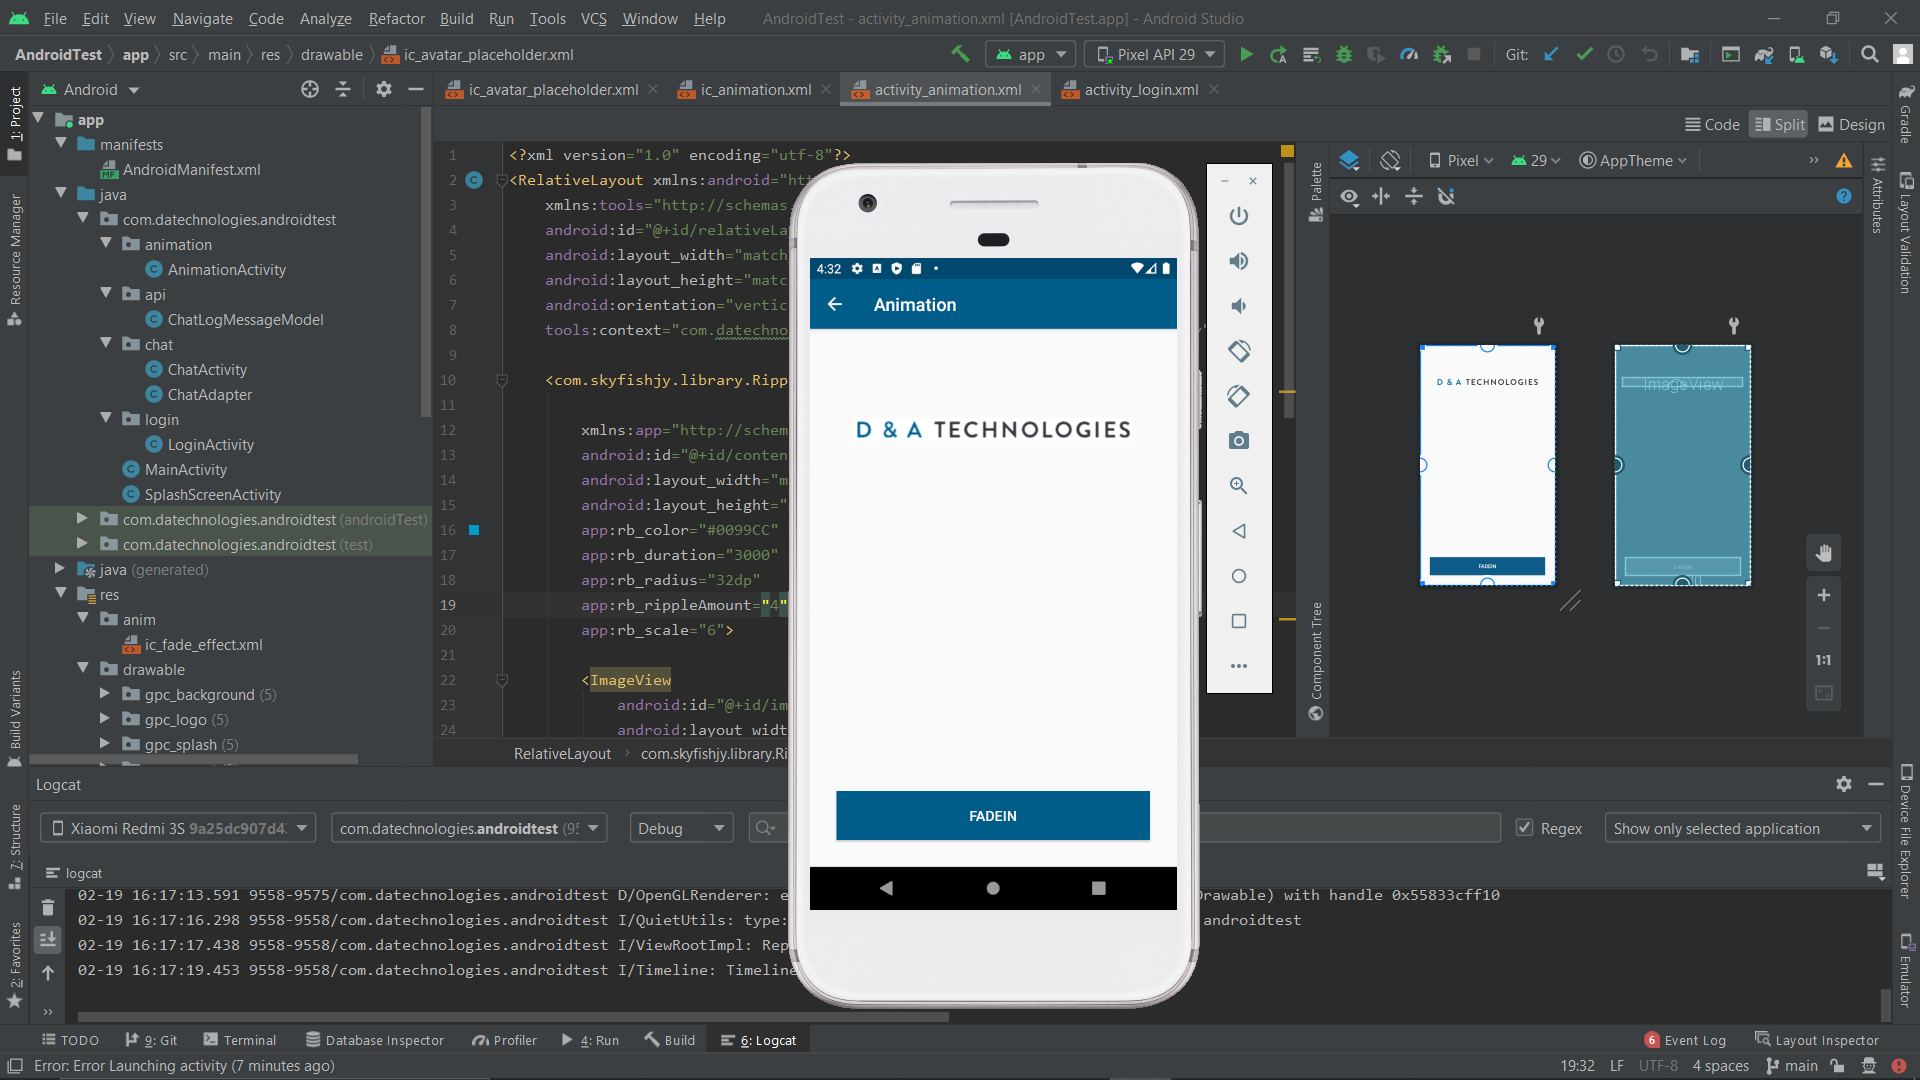 File Edit View Navigate Code Analyze Refactor Build Run Tools VCS Window Help AndroidTest - activity_animation.xml [AndroidTest.app] - Android Studio
AndroidTest app src main res drawable ic_avatar_placeholder.xml app Pixel API 29 Git:
1: Project
Resource Manager
Build Variants
7: Structure
2: Favorites
Android
app
manifests
AndroidManifest.xml
java
com.datechnologies.androidtest
animation
AnimationActivity
api
ChatLogMessageModel
chat
ChatActivity
ChatAdapter
login
LoginActivity
MainActivity
SplashScreenActivity
com.datechnologies.androidtest (androidTest)
com.datechnologies.androidtest (test)
java (generated)
res
anim
ic_fade_effect.xml
drawable
gpc_background (5)
gpc_logo (5)
gpc_splash (5)
ic_avatar_placeholder.xml ic_animation.xml activity_animation.xml activity_login.xml
Code Split Design
1 <?xml version="1.0" encoding="utf-8"?>
2 <RelativeLayout xmlns:android="ht
3 xmlns:tools="http://schemas.
4 android:id="@+id/relativeLa
5 android:layout_width="match
6 android:layout_height="matc
7 android:orientation="vertic
8 tools:context="com.datechno
9
10 <com.skyfishjy.library.Ripp
11
12 xmlns:app="http://schem
13 android:id="@+id/conten
14 android:layout_width="m
15 android:layout_height="
16 app:rb_color="#0099CC"
17 app:rb_duration="3000"
18 app:rb_radius="32dp"
19 app:rb_rippleAmount="4"
20 app:rb_scale="6">
21
22 <ImageView
23 android:id="@+id/im
24 android:layout_widt
RelativeLayout com.skyfishjy.library.Ri
4:32
Animation
D & A TECHNOLOGIES
FADEIN
Palette
Component Tree
Pixel 29 AppTheme
D & A TECHNOLOGIES
FADEIN
ImageView
1:1
Attributes
Gradle
Layout Validation
Device File Explorer
Emulator
Logcat
Xiaomi Redmi 3S 9a25dc907d4 com.datechnologies.androidtest (95 Debug Regex Show only selected application
logcat
02-19 16:17:13.591 9558-9575/com.datechnologies.androidtest D/OpenGLRenderer: e rawable) with handle 0x55833cff10
02-19 16:17:16.298 9558-9558/com.datechnologies.androidtest I/QuietUtils: type: androidtest
02-19 16:17:17.438 9558-9558/com.datechnologies.androidtest I/ViewRootImpl: Rep
02-19 16:17:19.453 9558-9558/com.datechnologies.androidtest I/Timeline: Timeline
TODO 9: Git Terminal Database Inspector Profiler 4: Run Build 6: Logcat 6 Event Log Layout Inspector
Error: Error Launching activity (7 minutes ago) 19:32 LF UTF-8 4 spaces main